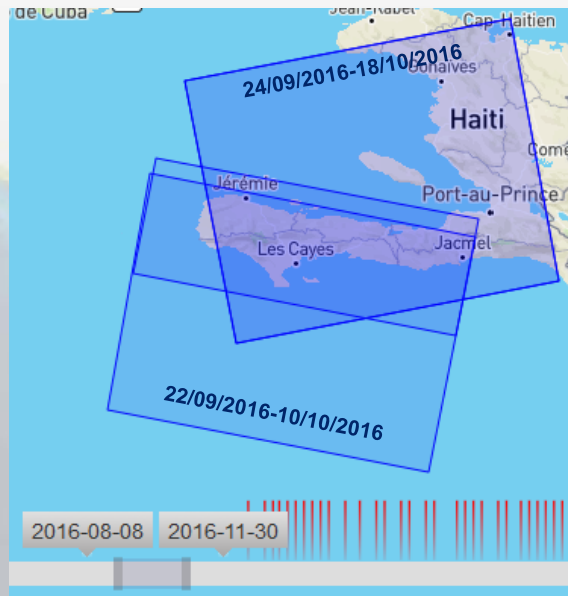 de Cuba
Jean-Rabel
Cap-Haïtien
24/09/2016-18/10/2016
Gonaïves
Haiti
Comé
Jérémie
Port-au-Prince
Les Cayes
Jacmel
22/09/2016-10/10/2016
2016-08-08
2016-11-30